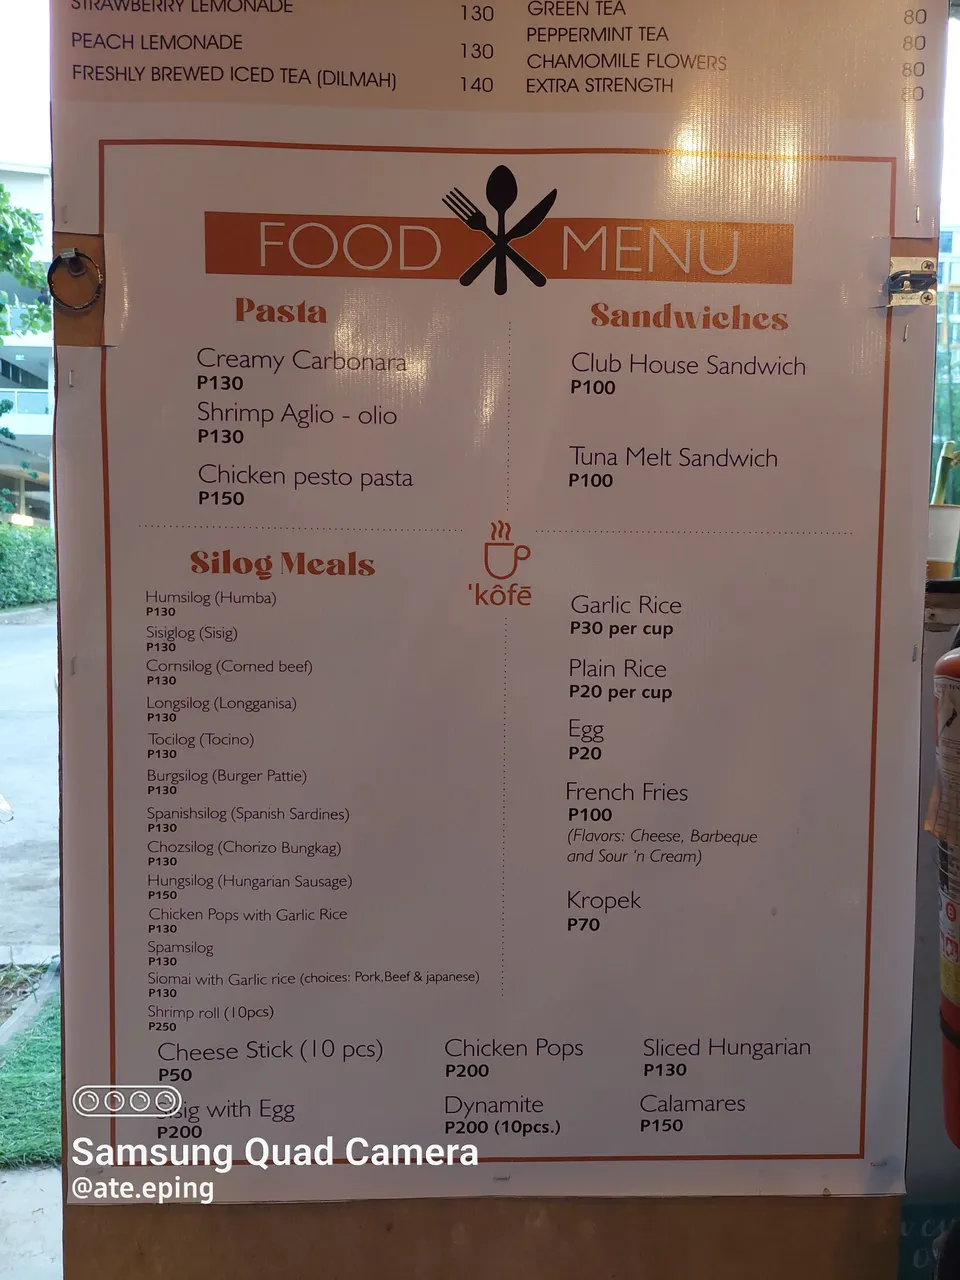 STRAWBERRY LEMONADE 130
PEACH LEMONADE 130
FRESHLY BREWED ICED TEA (DILMAH) 140
GREEN TEA 80
PEPPERMINT TEA 80
CHAMOMILE FLOWERS 80
EXTRA STRENGTH 80
FOOD MENU
Pasta
Creamy Carbonara
P130
Shrimp Aglio - olio
P130
Chicken pesto pasta
P150
Sandwiches
Club House Sandwich
P100
Tuna Melt Sandwich
P100
'kôfē
Silog Meals
Humsilog (Humba)
P130
Sisiglog (Sisig)
P130
Cornsilog (Corned beef)
P130
Longsilog (Longganisa)
P130
Tocilog (Tocino)
P130
Burgsilog (Burger Pattie)
P130
Spanishsilog (Spanish Sardines)
P130
Chozsilog (Chorizo Bungkag)
P130
Hungsilog (Hungarian Sausage)
P150
Chicken Pops with Garlic Rice
P130
Spamsilog
P130
Siomai with Garlic rice (choices: Pork,Beef & japanese)
P130
Shrimp roll (10pcs)
P250
Garlic Rice
P30 per cup
Plain Rice
P20 per cup
Egg
P20
French Fries
P100
(Flavors: Cheese, Barbeque
and Sour 'n Cream)
Kropek
P70
Cheese Stick (10 pcs)
P50
Chicken Pops
P200
Sliced Hungarian
P130
Sisig with Egg
P200
Dynamite
P200 (10pcs.)
Calamares
P150
Samsung Quad Camera
@ate.eping